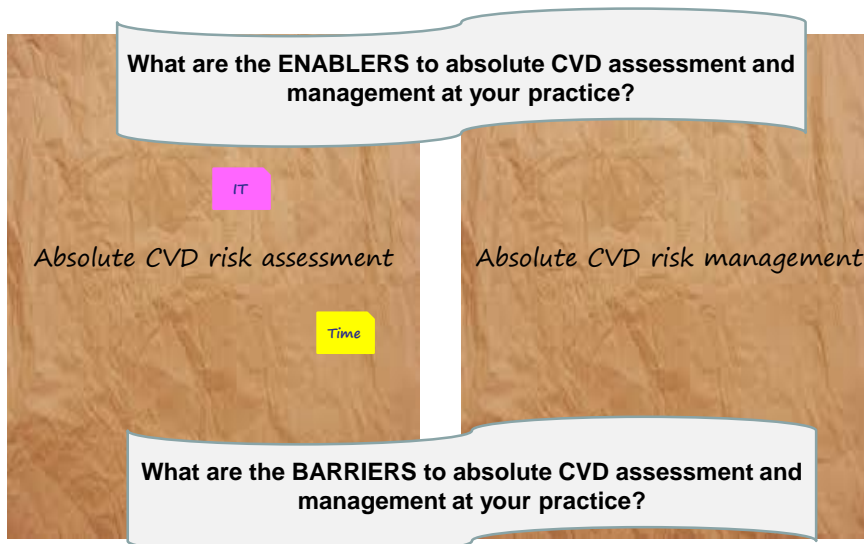 What are the ENABLERS to absolute CVD assessment and
management at your practice?
IT
Absolute CVD risk assessment
Absolute CVD risk management
Time
What are the BARRIERS to absolute CVD assessment and
management at your practice?